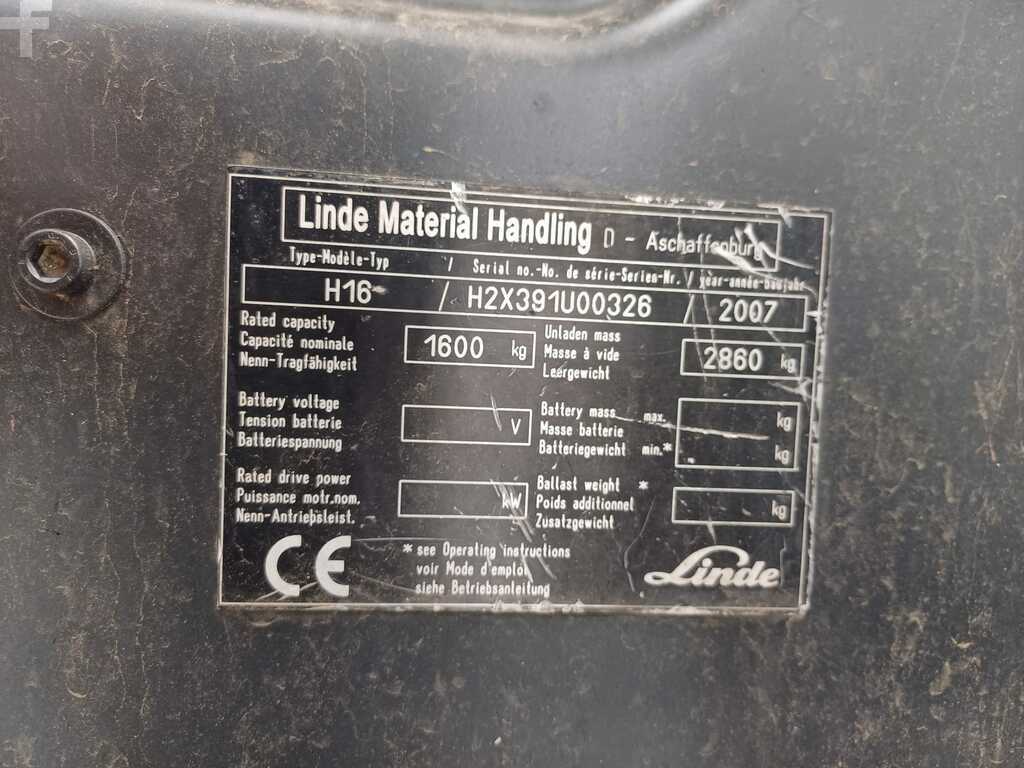 Linde Material Handling D - Aschaffenburg
Type-Modèle-Typ / Serial no.-No. de série-Serien-Nr. / year-année-baujahr
H16 / H2X391U00326 / 2007
Rated capacity
Capacité nominale 1600 kg
Nenn-Tragfähigkeit
Unladen mass
Masse à vide 2860 kg
Leergewicht
Battery voltage
Tension batterie V
Batteriespannung
Battery mass max. kg
Masse batterie
Batteriegewicht min.* kg
Rated drive power
Puissance motr.nom. kW
Nenn-Antriebsleist.
Ballast weight *
Poids additionnel kg
Zusatzgewicht
CE
* see Operating instructions
voir Mode d'emploi
siehe Betriebsanleitung
Linde